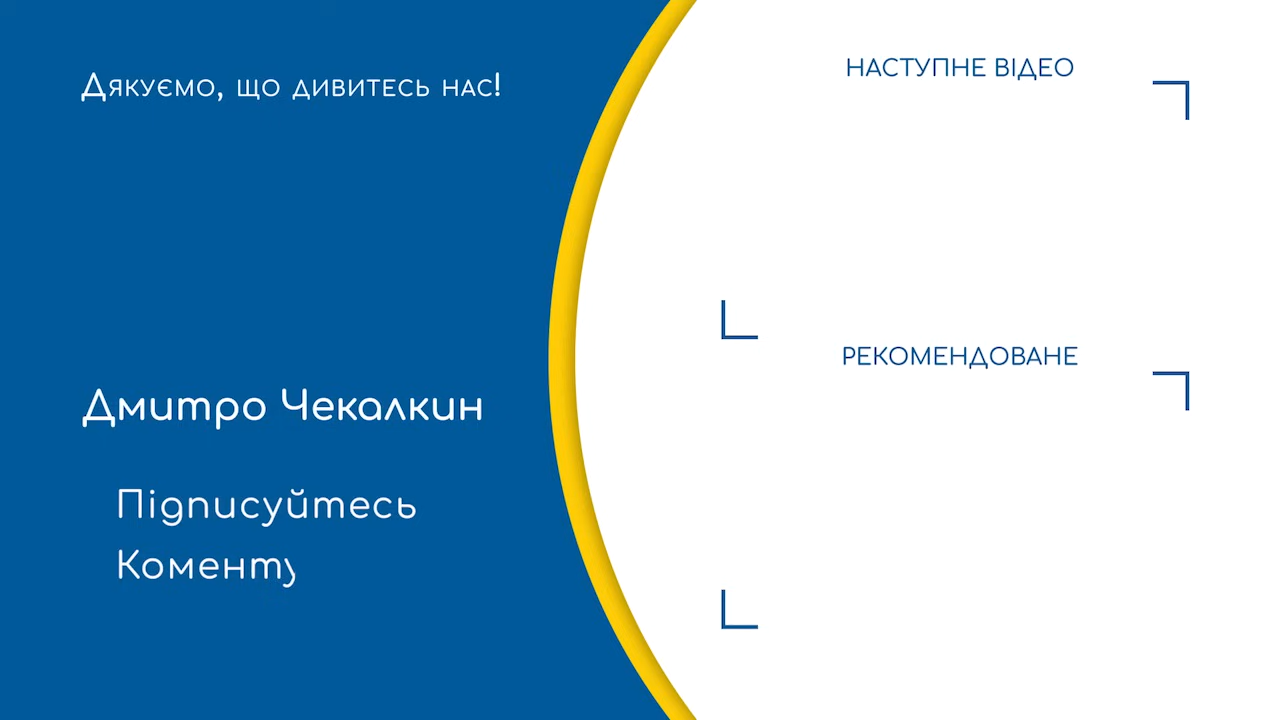 Дякуємо, що дивитесь нас!
Дмитро Чекалкин
Підписуйтесь
Коменту
НАСТУПНЕ ВІДЕО
РЕКОМЕНДОВАНЕ